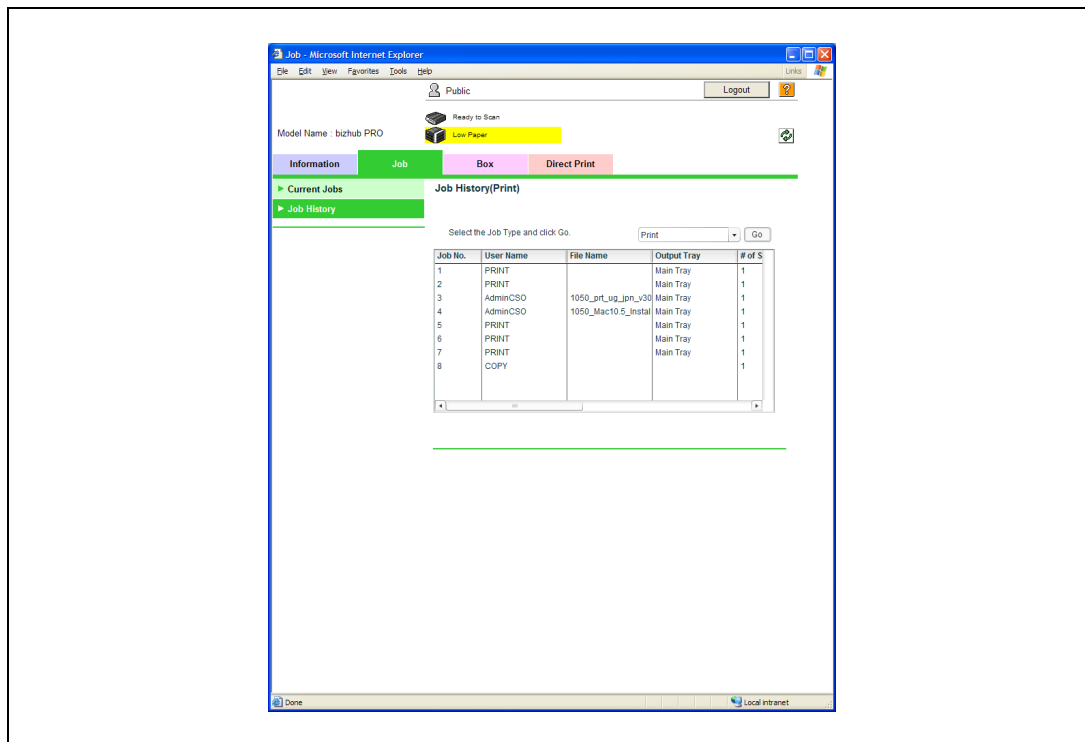 Job - Microsoft Internet Explorer
File Edit View Favorites Tools Help Links
Public Logout ?
Ready to Scan
Model Name : bizhub PRO Low Paper
Information Job Box Direct Print
Current Jobs
Job History
Job History(Print)
Select the Job Type and click Go. Print Go
Job No. User Name File Name Output Tray # of S
1 PRINT Main Tray 1
2 PRINT Main Tray 1
3 AdminCSO 1050_prt_ug_jpn_v30 Main Tray 1
4 AdminCSO 1050_Mac10.5_Instal Main Tray 1
5 PRINT Main Tray 1
6 PRINT Main Tray 1
7 PRINT Main Tray 1
8 COPY 1
Done Local intranet